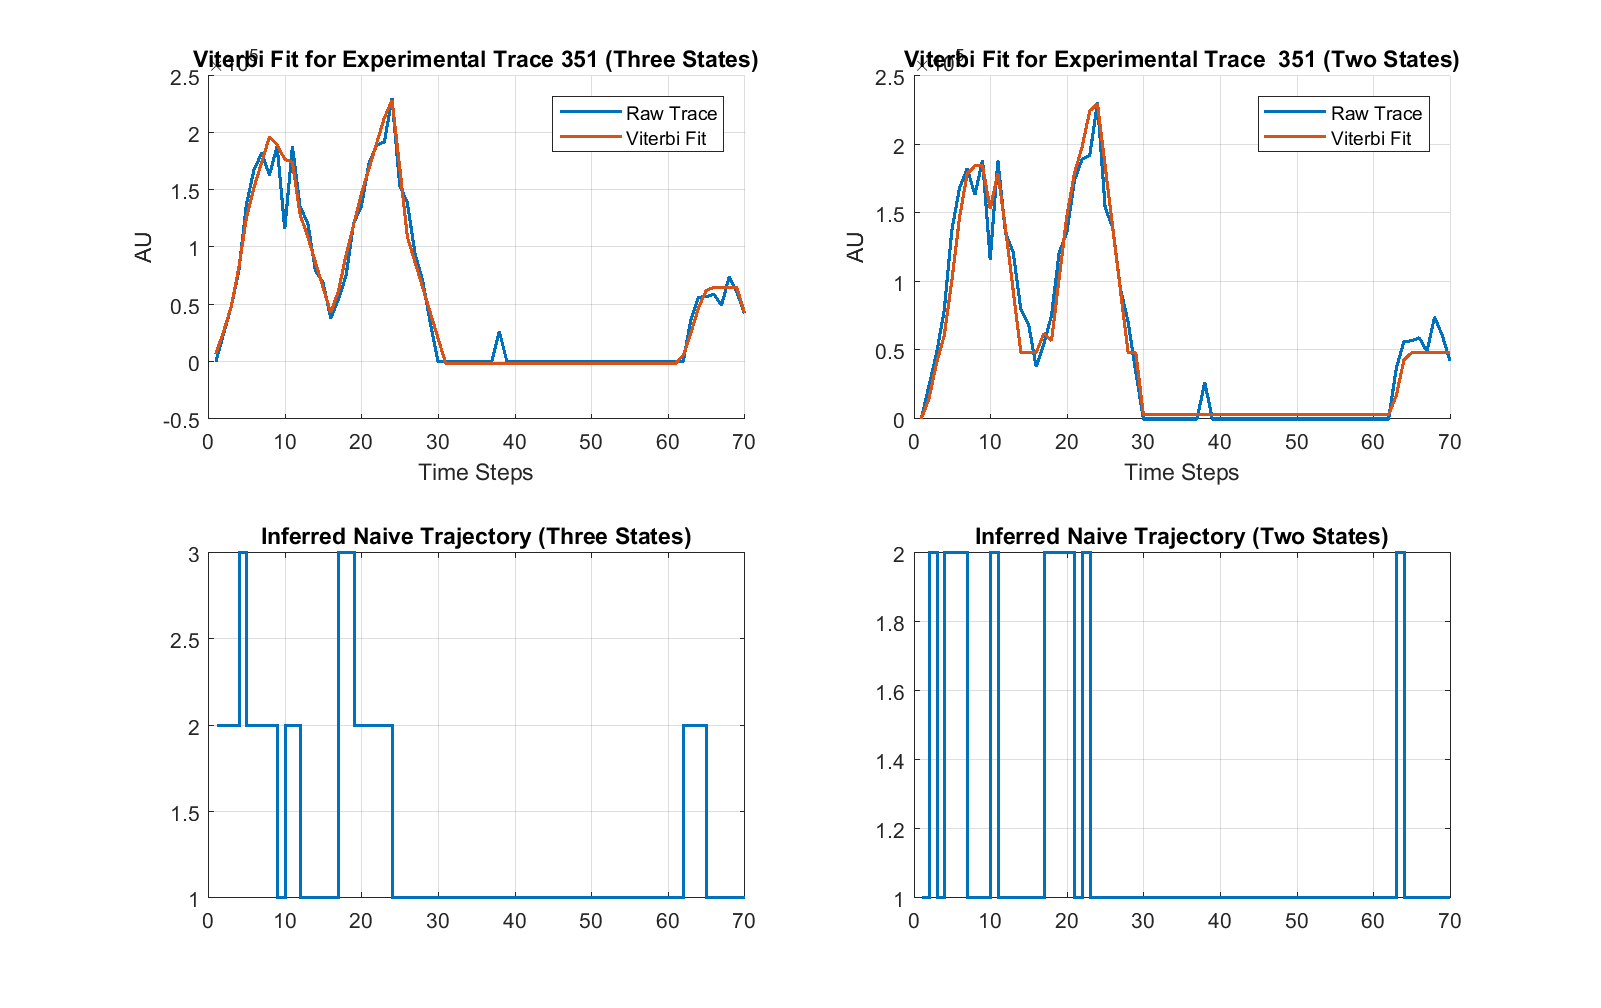 Viterbi Fit for Experimental Trace 351 (Three States)
×10^5
2.5
2
1.5
1
0.5
0
-0.5
AU
Raw Trace
Viterbi Fit
0 10 20 30 40 50 60 70
Time Steps
Viterbi Fit for Experimental Trace 351 (Two States)
×10^5
2.5
2
1.5
1
0.5
0
AU
Raw Trace
Viterbi Fit
0 10 20 30 40 50 60 70
Time Steps
Inferred Naive Trajectory (Three States)
3
2.5
2
1.5
1
0 10 20 30 40 50 60 70
Inferred Naive Trajectory (Two States)
2
1.8
1.6
1.4
1.2
1
0 10 20 30 40 50 60 70